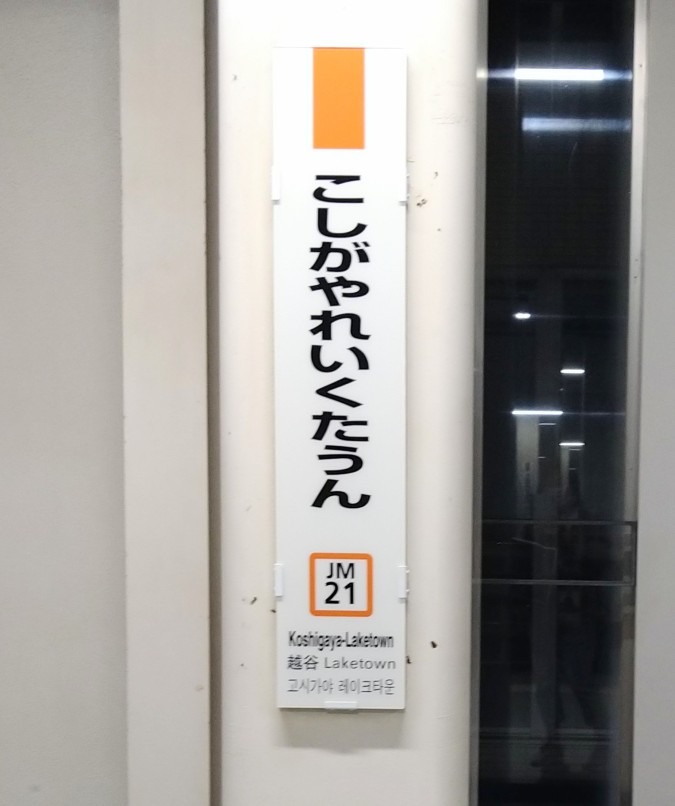 こしがやれいくたうん
JM
21
Koshigaya-Laketown
越谷 Laketown
고시가야 레이크타운